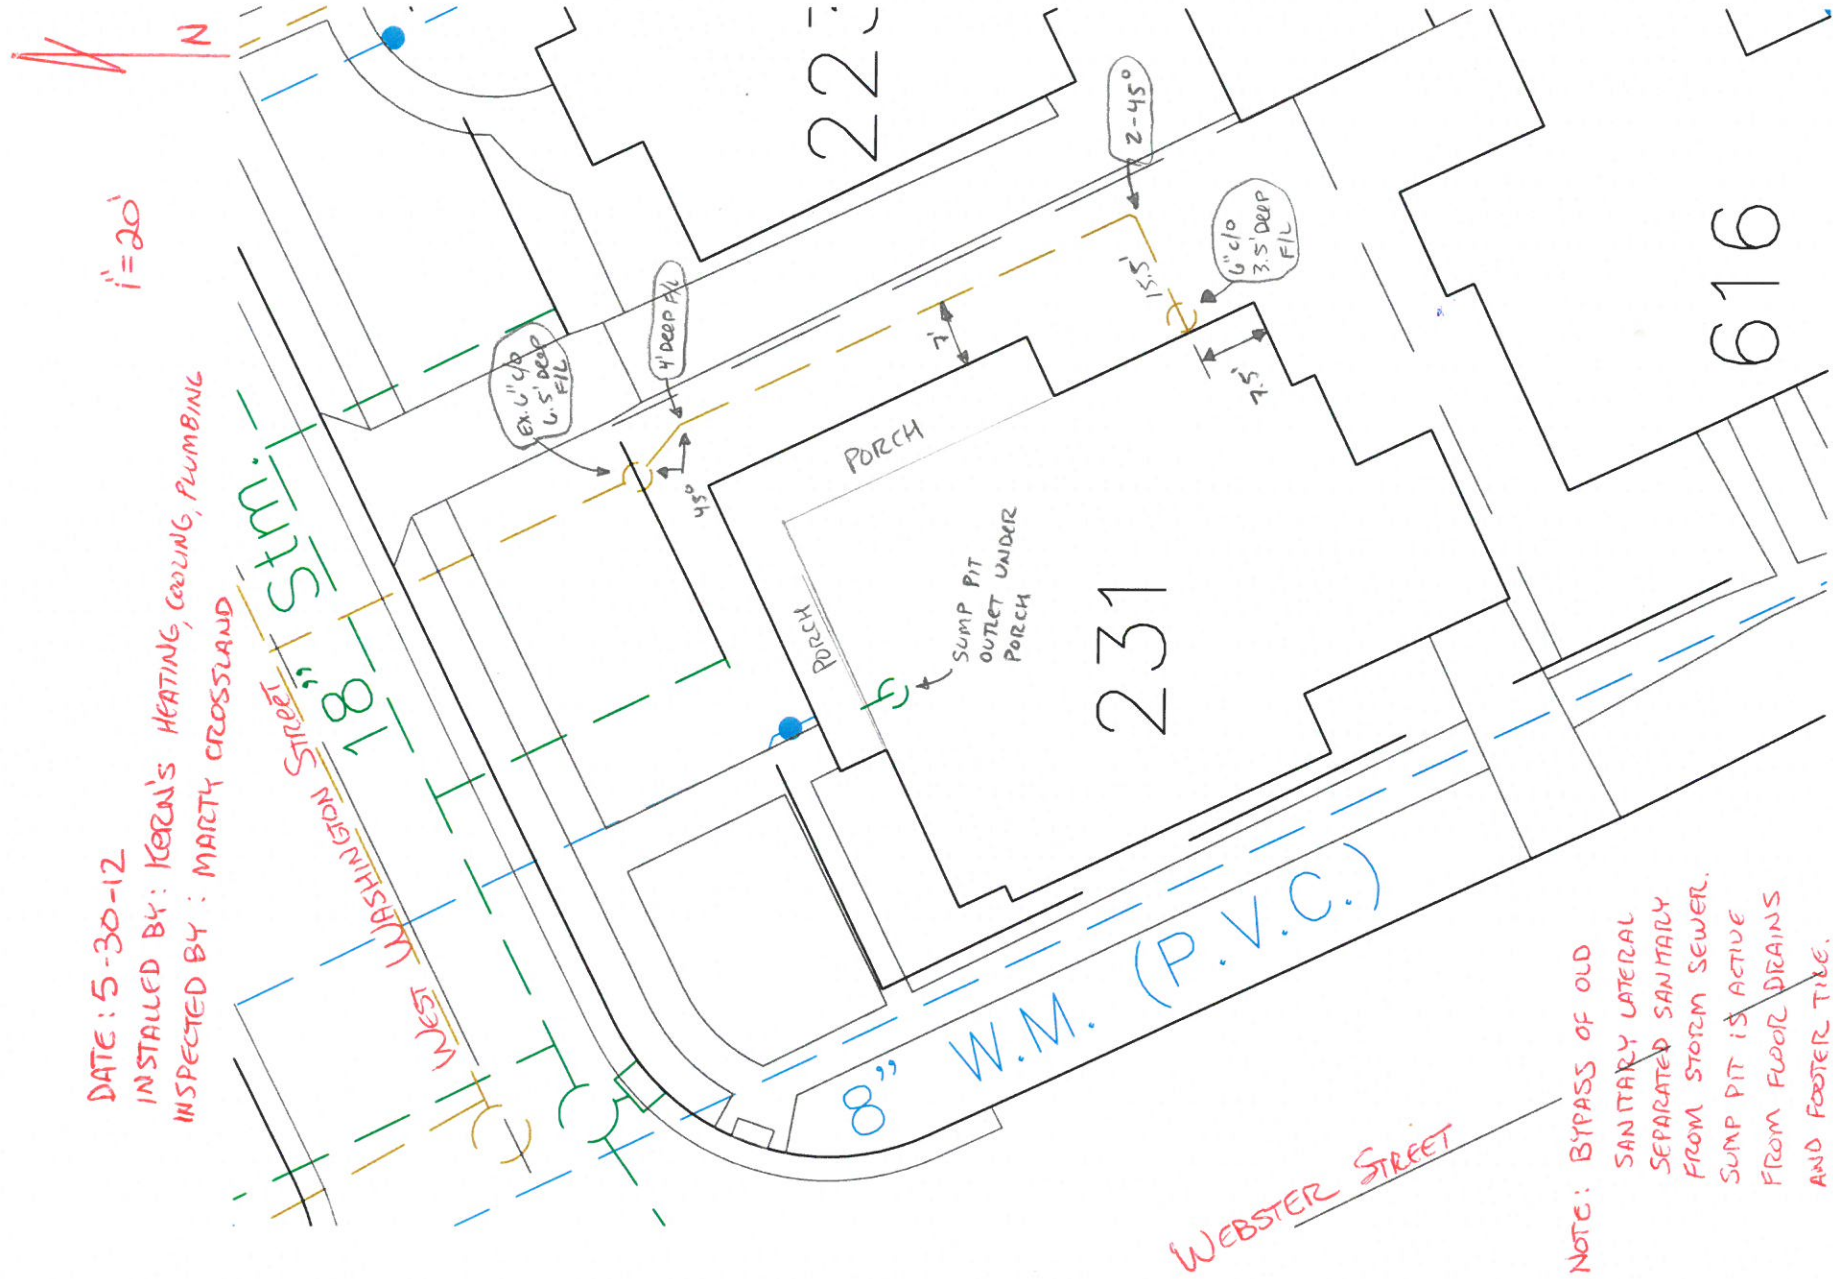 N
1"=20'
DATE: 5-30-12
INSTALLED BY: KERN'S HEATING, COOLING, PLUMBING
INSPECTED BY: MARTY CROSSLAND
WEST WASHINGTON STREET
18" Stm.
223
EX. 6" C/O
6.5' DEEP
F/L
4' DEEP F/L
45°
2-45°
6" C/O
3.5' DEEP
F/L
15.5'
7'
7.5'
PORCH
PORCH
SUMP PIT
OUTLET UNDER
PORCH
231
616
8" W.M. (P.V.C.)
WEBSTER STREET
NOTE: BYPASS OF OLD
SANITARY LATERAL
SEPARATED SANITARY
FROM STORM SEWER.
SUMP PIT IS ACTIVE
FROM FLOOR DRAINS
AND FOOTER TILE.